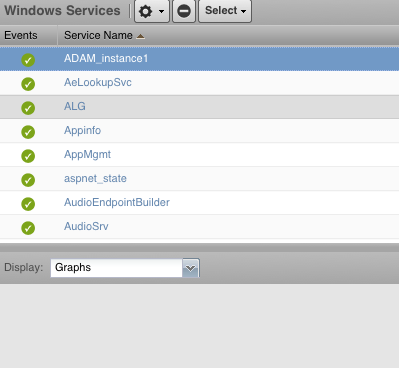 Windows Services Select
Events Service Name
ADAM_instance1
AeLookupSvc
ALG
Appinfo
AppMgmt
aspnet_state
AudioEndpointBuilder
AudioSrv
Display: Graphs